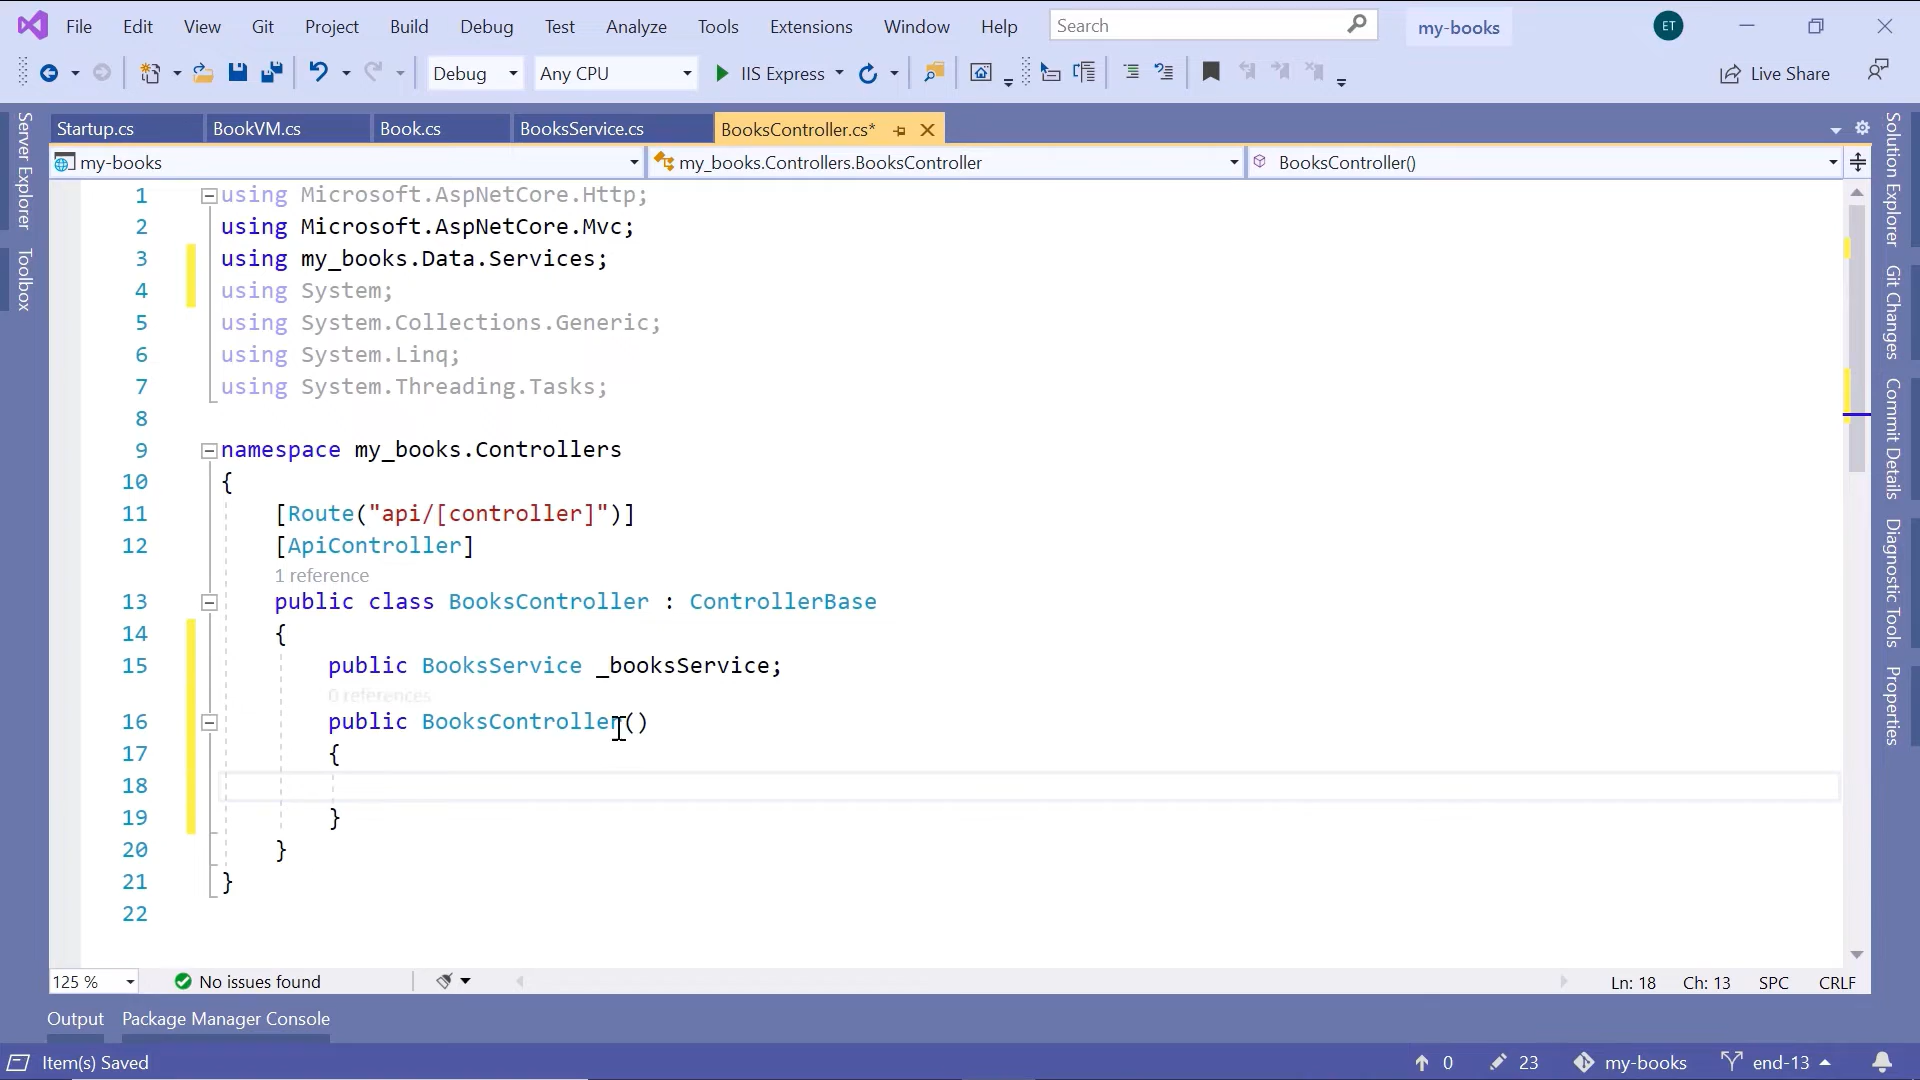 File Edit View Git Project Build Debug Test Analyze Tools Extensions Window Help Search my-books ET
Debug Any CPU IIS Express Live Share
Server Explorer
Toolbox
Startup.cs BookVM.cs Book.cs BooksService.cs BooksController.cs*
my-books my_books.Controllers.BooksController BooksController()
1 using Microsoft.AspNetCore.Http;
2 using Microsoft.AspNetCore.Mvc;
3 using my_books.Data.Services;
4 using System;
5 using System.Collections.Generic;
6 using System.Linq;
7 using System.Threading.Tasks;
8
9 namespace my_books.Controllers
10 {
11 [Route("api/[controller]")]
12 [ApiController]
1 reference
13 public class BooksController : ControllerBase
14 {
15 public BooksService _booksService;
0 references
16 public BooksController()
17 {
18
19 }
20 }
21 }
22
Solution Explorer
Git Changes
Commit Details
Diagnostic Tools
Properties
125 % No issues found Ln: 18 Ch: 13 SPC CRLF
Output Package Manager Console
Item(s) Saved 0 23 my-books end-13